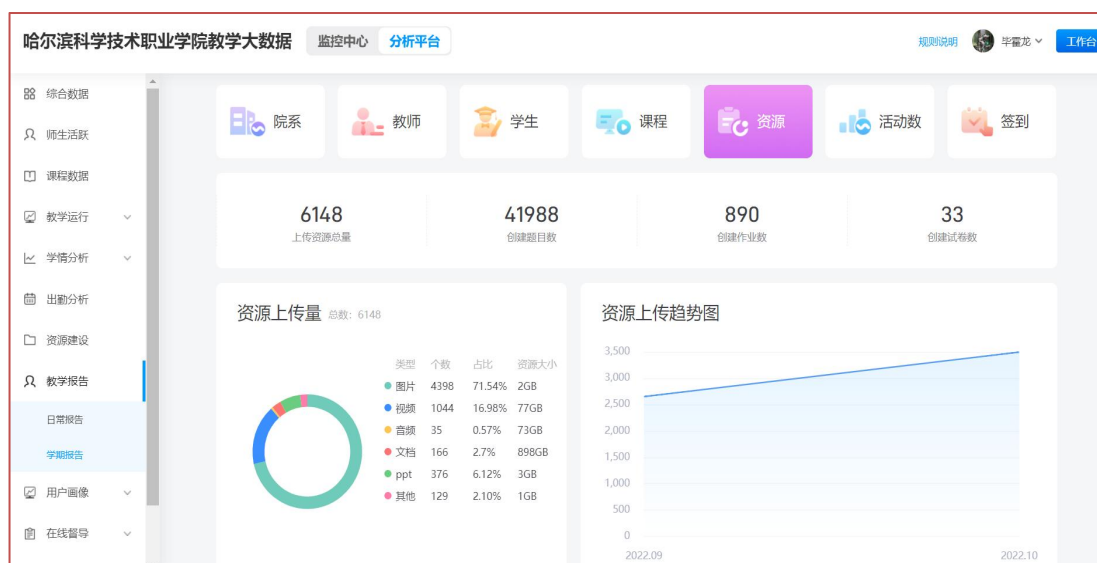 哈尔滨科学技术职业学院教学大数据 监控中心 分析平台 规则说明 毕霍龙 工作台
综合数据
师生活跃
课程数据
教学运行
学情分析
出勤分析
资源建设
教学报告
日常报告
学期报告
用户画像
在线督导
院系 教师 学生 课程 资源 活动数 签到
6148 41988 890 33
上传资源总量 创建题目数 创建作业数 创建试卷数
资源上传量 总数: 6148
类型 个数 占比 资源大小
图片 4398 71.54% 2GB
视频 1044 16.98% 77GB
音频 35 0.57% 73GB
文档 166 2.7% 898GB
ppt 376 6.12% 3GB
其他 129 2.10% 1GB
资源上传趋势图
3,500
3,000
2,500
2,000
1,500
1,000
500
0
2022.09 2022.10